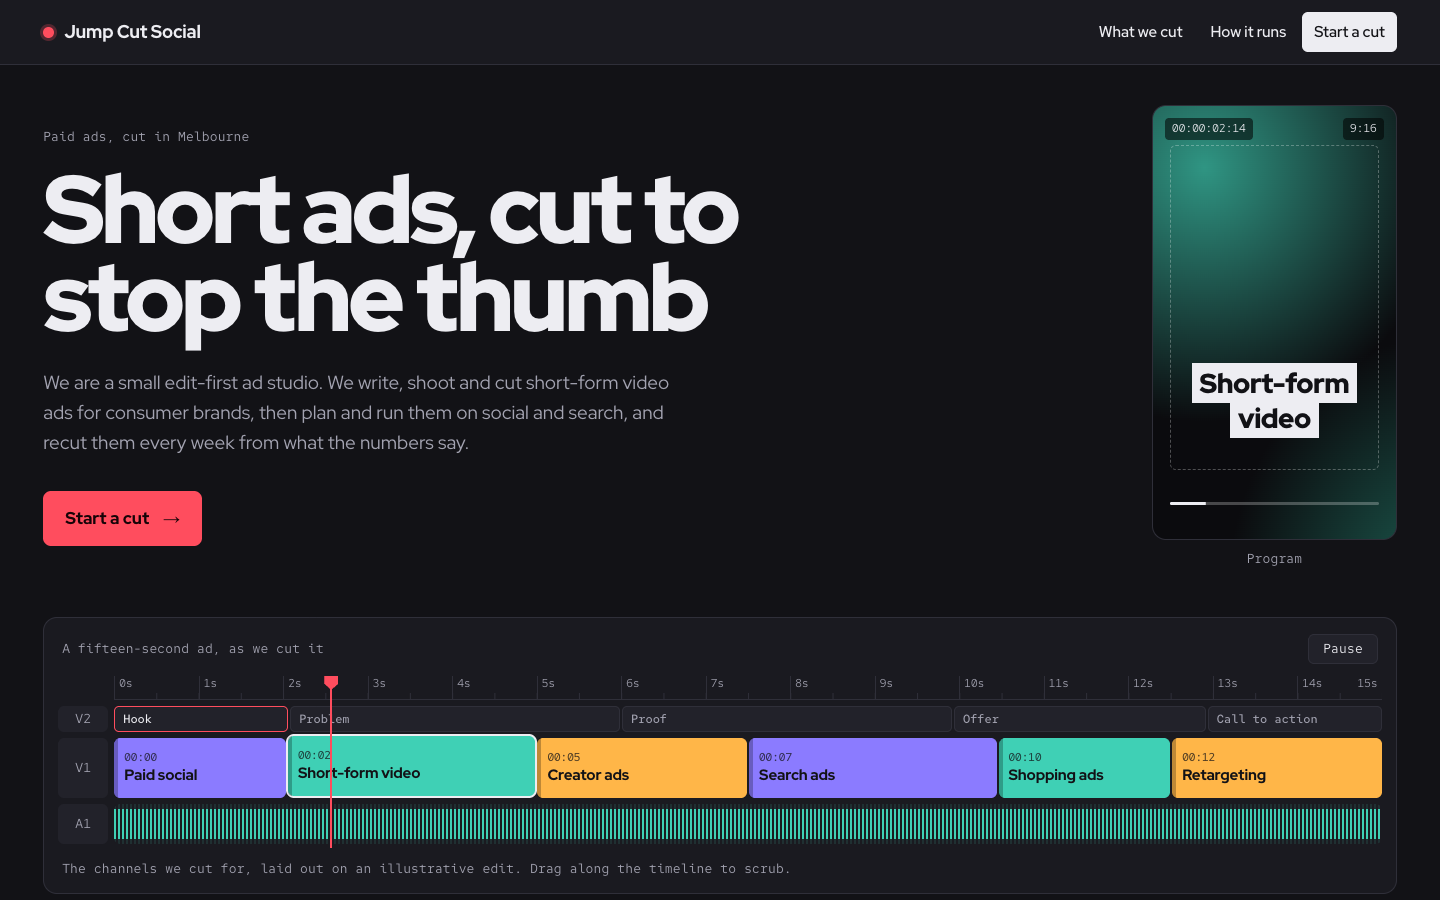 Jump Cut Social
What we cut
How it runs
Start a cut
Paid ads, cut in Melbourne
Short ads, cut to
stop the thumb
We are a small edit-first ad studio. We write, shoot and cut short-form video
ads for consumer brands, then plan and run them on social and search, and
recut them every week from what the numbers say.
Start a cut →
00:00:02:14
9:16
Short-form
video
Program
A fifteen-second ad, as we cut it
Pause
0s 1s 2s 3s 4s 5s 6s 7s 8s 9s 10s 11s 12s 13s 14s 15s
V2 Hook Problem Proof Offer Call to action
V1
00:00 00:02 00:05 00:07 00:10 00:12
Paid social Short-form video Creator ads Search ads Shopping ads Retargeting
A1
The channels we cut for, laid out on an illustrative edit. Drag along the timeline to scrub.